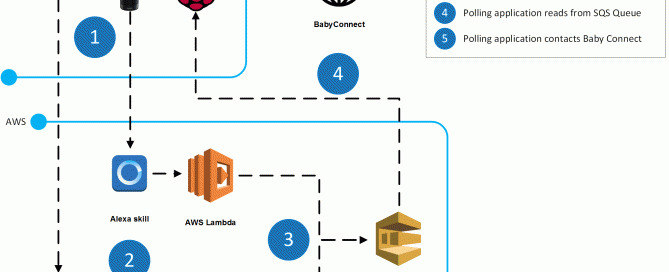 4 Polling application reads from SQS Queue
BabyConnect
5 Polling application contacts Baby Connect
1
4
AWS
Alexa skill
AWS Lambda
3
2